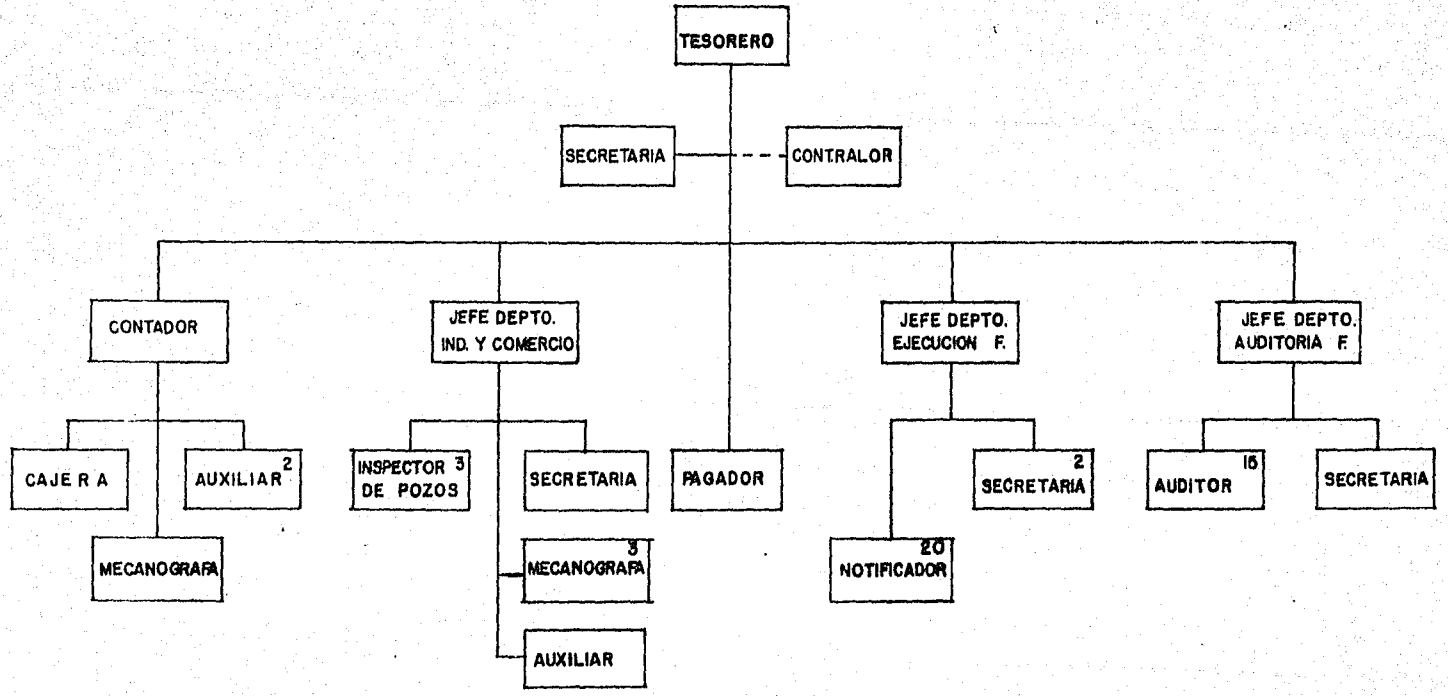 TESORERO
SECRETARIA
CONTRALOR
CONTADOR
JEFE DEPTO.
IND. Y COMERCIO
JEFE DEPTO.
EJECUCION F.
JEFE DEPTO.
AUDITORIA F.
CAJERA
AUXILIAR 2
INSPECTOR 3
DE POZOS
SECRETARIA
PAGADOR
2
SECRETARIA
15
AUDITOR
SECRETARIA
MECANOGRAFA
3
MECANOGRAFA
20
NOTIFICADOR
AUXILIAR